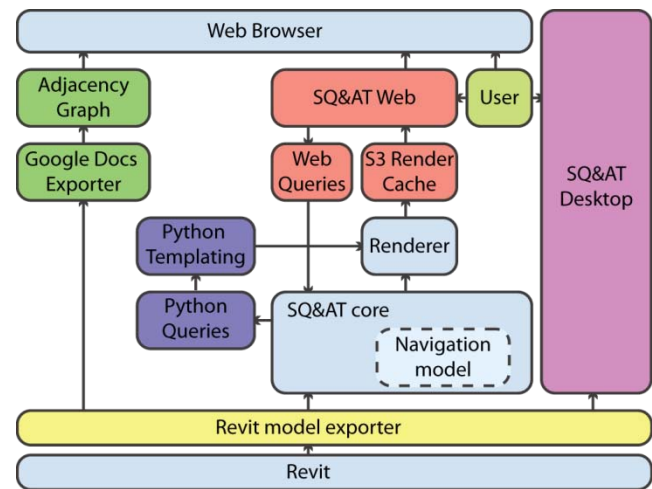 Web Browser
Adjacency
Graph
SQ&AT Web
User
Google Docs
Exporter
Web
Queries
S3 Render
Cache
SQ&AT
Desktop
Python
Templating
Renderer
Python
Queries
SQ&AT core
Navigation
model
Revit model exporter
Revit